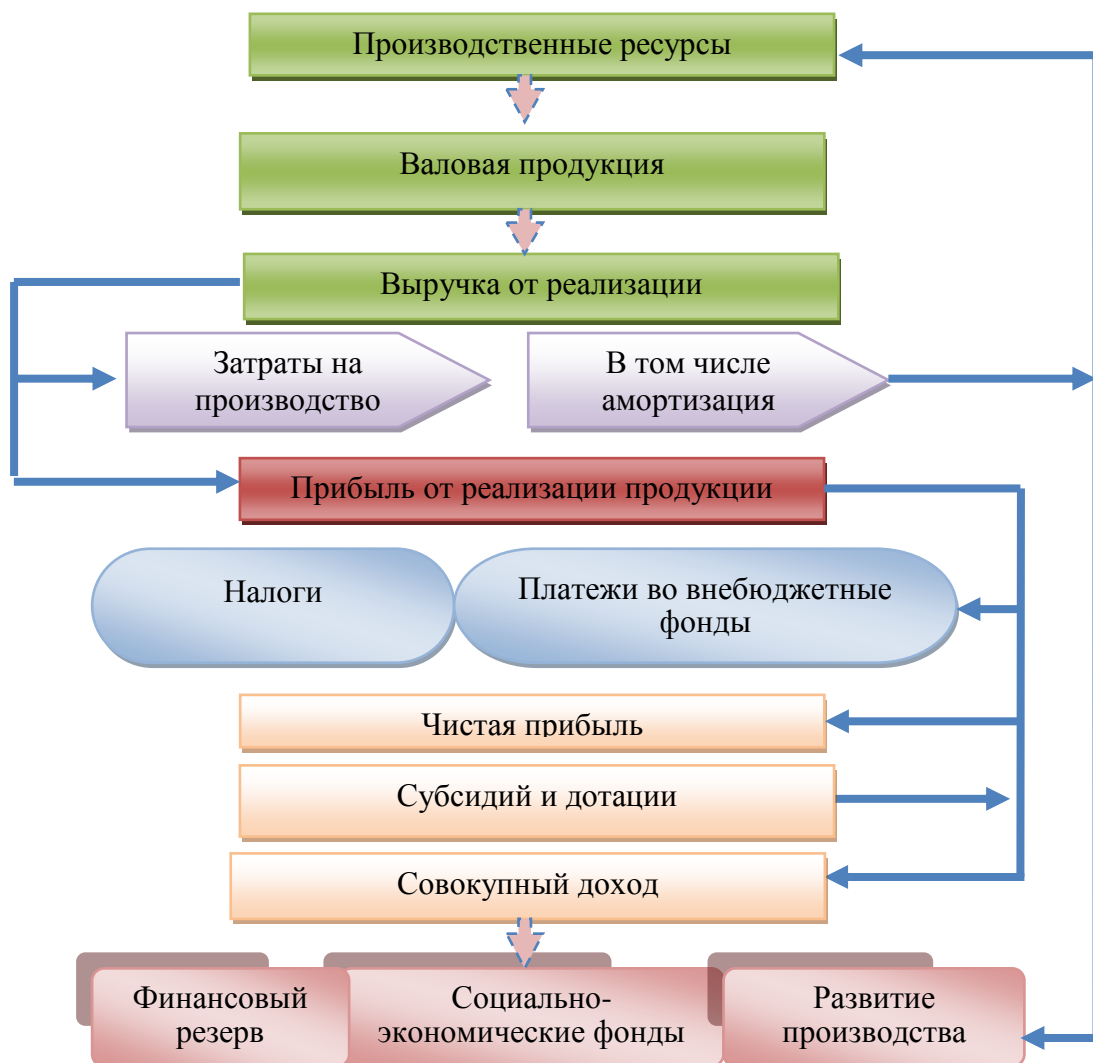 Производственные ресурсы
Валовая продукция
Выручка от реализации
Затраты на
производство
В том числе
амортизация
Прибыль от реализации продукции
Налоги
Платежи во внебюджетные
фонды
Чистая прибыль
Субсидий и дотации
Совокупный доход
Финансовый
резерв
Социально-
экономические фонды
Развитие
производства